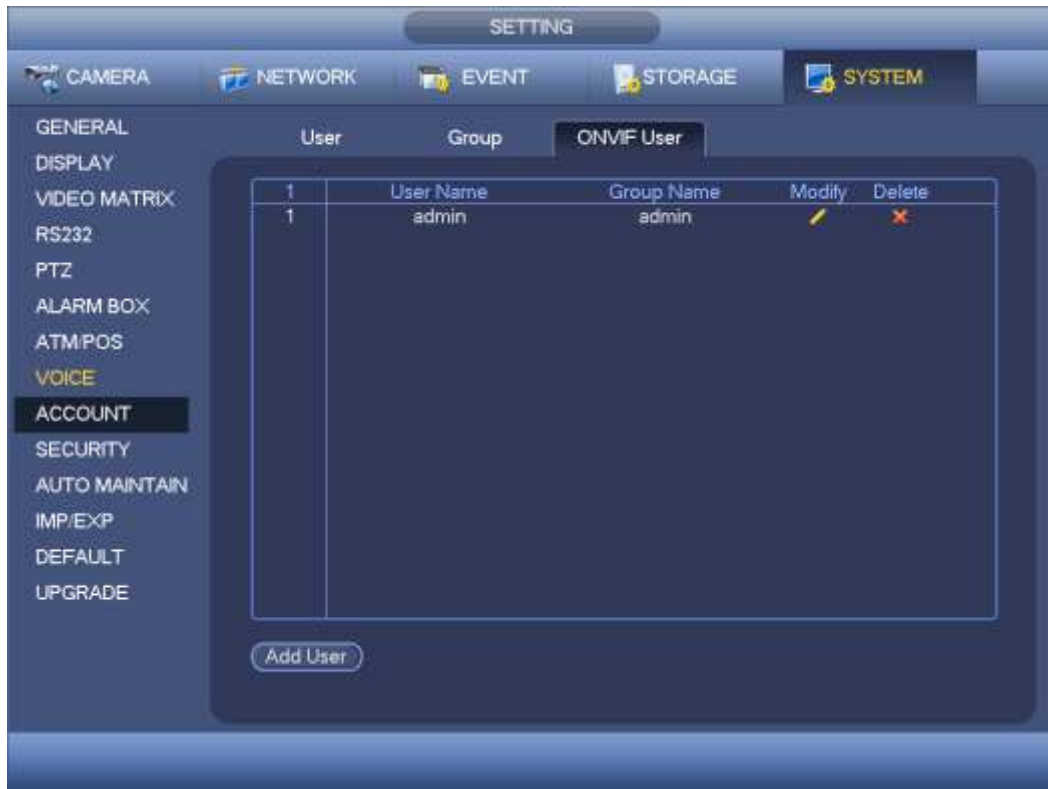 SETTING
CAMERA NETWORK EVENT STORAGE SYSTEM
GENERAL
DISPLAY
VIDEO MATRIX
RS232
PTZ
ALARM BOX
ATM/POS
VOICE
ACCOUNT
SECURITY
AUTO MAINTAIN
IMP/EXP
DEFAULT
UPGRADE
User Group ONVIF User
1 User Name Group Name Modify Delete
1 admin admin
Add User